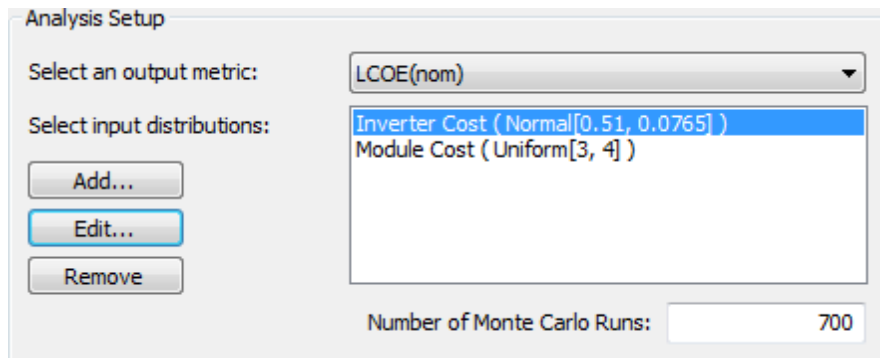 Analysis Setup
Select an output metric: LCOE(nom)
Select input distributions: Inverter Cost ( Normal[0.51, 0.0765] )
Module Cost ( Uniform[3, 4] )
Add...
Edit...
Remove
Number of Monte Carlo Runs: 700